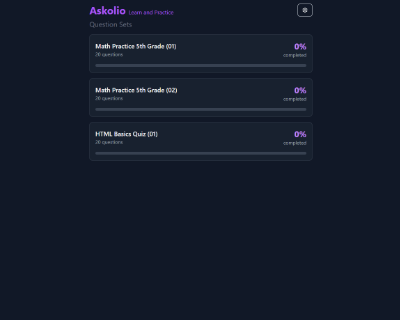 Askolio Learn and Practice
Question Sets
Math Practice 5th Grade (01)
20 questions
0%
completed
Math Practice 5th Grade (02)
20 questions
0%
completed
HTML Basics Quiz (01)
20 questions
0%
completed